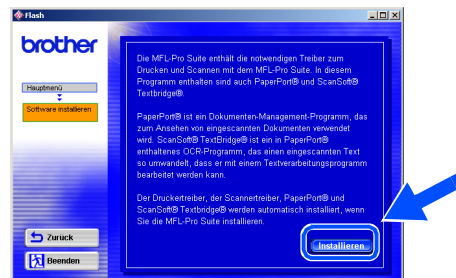 Flash
brother
Hauptmenü
Software installieren
Die MFL-Pro Suite enthält die notwendigen Treiber zum
Drucken und Scannen mit dem MFL-Pro Suite. In diesem
Programm enthalten sind auch PaperPort® und ScanSoft®
Textbridge®.
PaperPort® ist ein Dokumenten-Management-Programm, das
zum Ansehen von eingescannten Dokumenten verwendet
wird. ScanSoft® TextBridge® ist ein in PaperPort®
enthaltenes OCR-Programm, das einen eingescannten Text
so umwandelt, dass er mit einem Textverarbeitungsprogramm
bearbeitet werden kann.
Der Druckertreiber, der Scannertreiber, PaperPort® und
ScanSoft® Textbridge® werden automatisch installiert, wenn
Sie die MFL-Pro Suite installieren.
Installieren
Zurück
Beenden